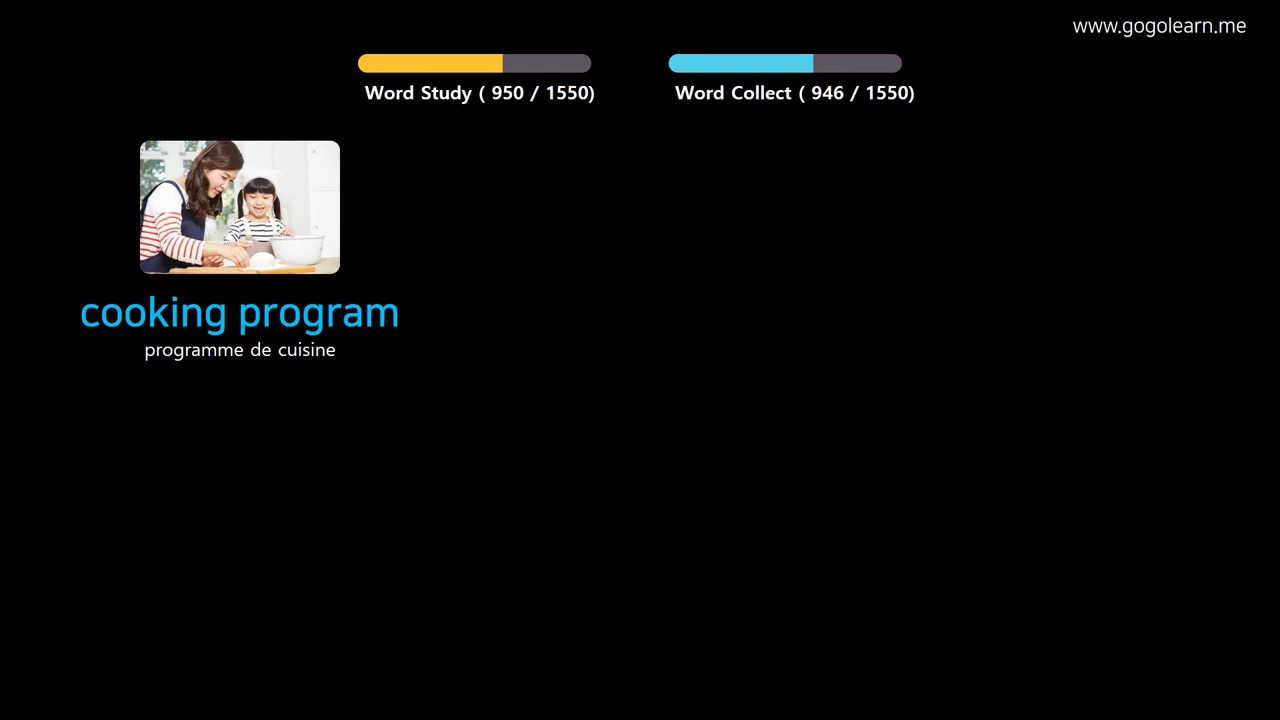 www.gogolearn.me
Word Study ( 950 / 1550)
Word Collect ( 946 / 1550)
cooking program
programme de cuisine